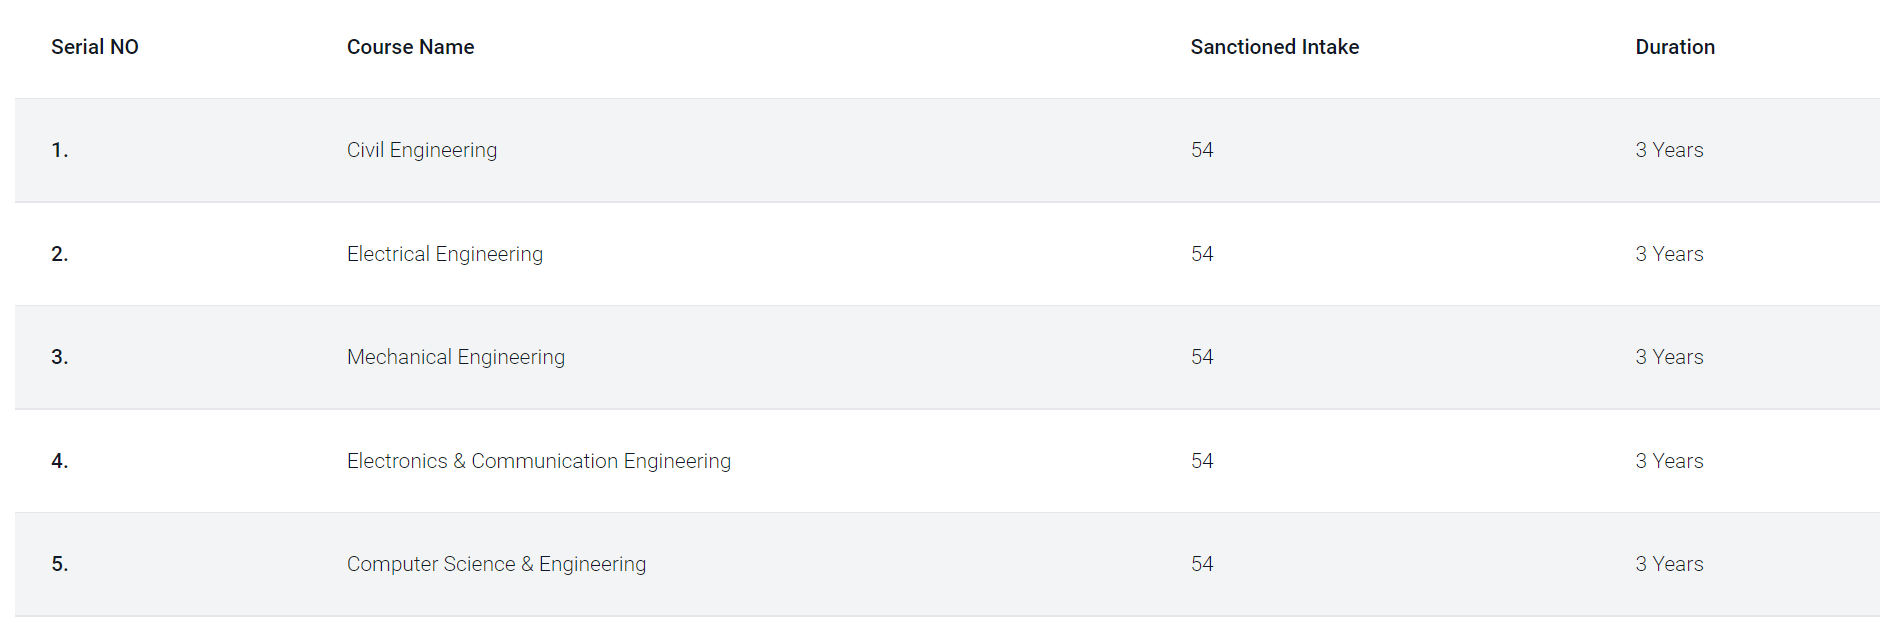 Serial NO Course Name Sanctioned Intake Duration
1. Civil Engineering 54 3 Years
2. Electrical Engineering 54 3 Years
3. Mechanical Engineering 54 3 Years
4. Electronics & Communication Engineering 54 3 Years
5. Computer Science & Engineering 54 3 Years